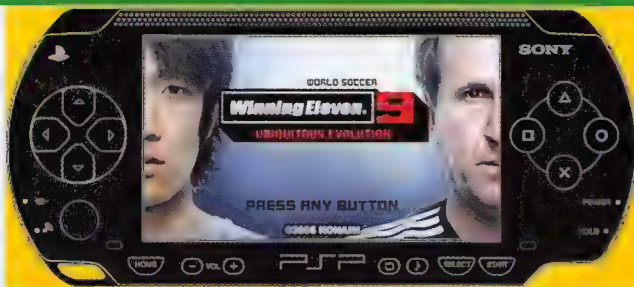 SONY
WORLD SOCCER
Winning Eleven. 9
UBIQUITOUS EVOLUTION
PRESS ANY BUTTON
©2006 KONAMI
POWER
HOLD
HOME
VOL
PSP
SELECT
START